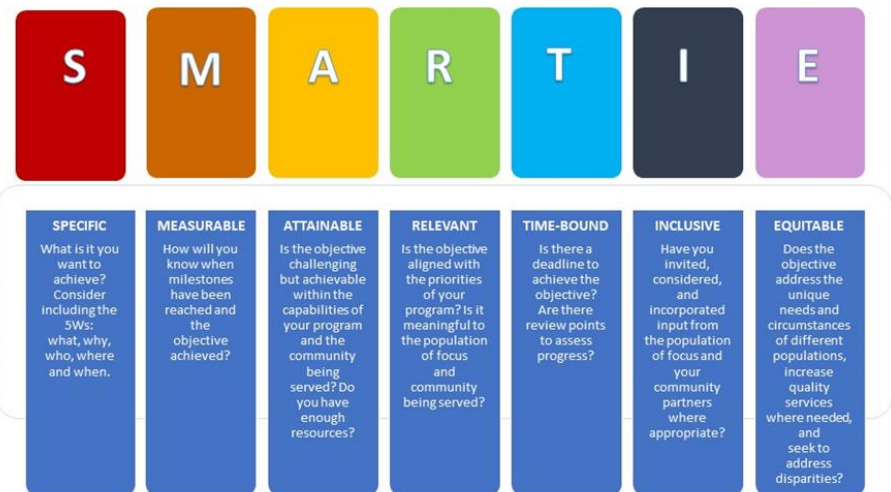 S
M
A
R
T
I
E
SPECIFIC
What is it you
want to
achieve?
Consider
including the
5Ws:
what, why,
who, where
and when.
MEASURABLE
How will you
know when
milestones
have been
reached and
the
objective
achieved?
ATTAINABLE
Is the objective
challenging
but achievable
within the
capabilities of
your program
and the
community
being
served? Do
you have
enough
resources?
RELEVANT
Is the objective
aligned with
the priorities
of your
program? Is it
meaningful to
the population
of focus
and
community
being served?
TIME-BOUND
Is there a
deadline to
achieve the
objective?
Are there
review points
to assess
progress?
INCLUSIVE
Have you
invited,
considered,
and
incorporated
input from
the population
of focus and
your
community
partners
where
appropriate?
EQUITABLE
Does the
objective
address the
unique
needs and
circumstances
of different
populations,
increase
quality
services
where needed,
and
seek to
address
disparities?